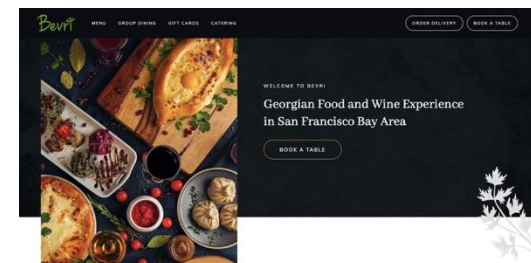 Bevri
MENU GROUP DINING GIFT CARDS CATERING
ORDER DELIVERY BOOK A TABLE
WELCOME TO BEVRI
Georgian Food and Wine Experience
in San Francisco Bay Area
BOOK A TABLE